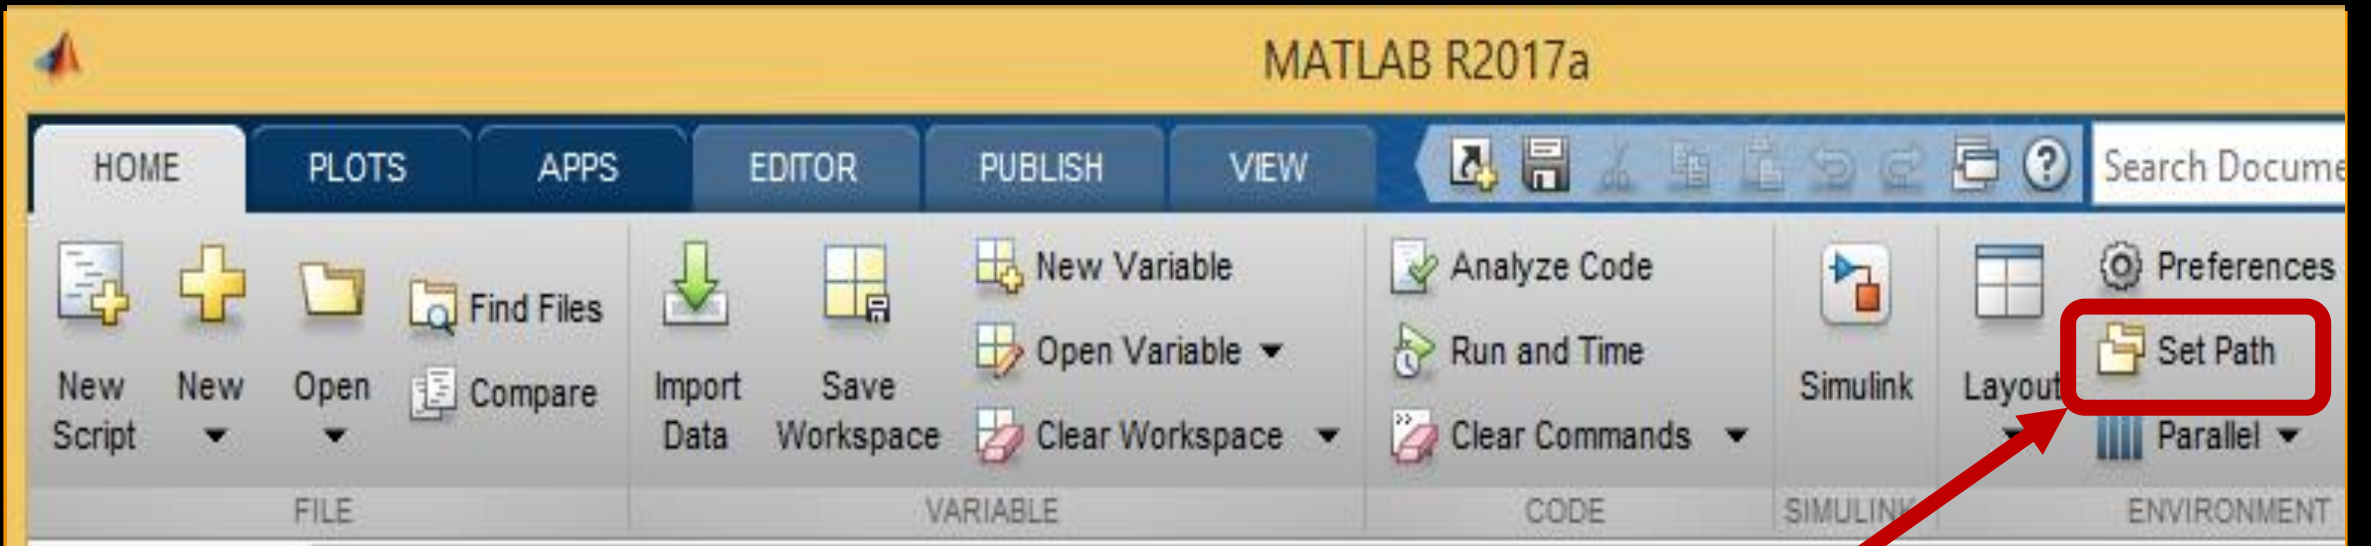 MATLAB R2017a
HOME
PLOTS
APPS
EDITOR
PUBLISH
VIEW
Search Docume
New
Script
New
Open
Find Files
Compare
FILE
Import
Data
Save
Workspace
New Variable
Open Variable
Clear Workspace
VARIABLE
Analyze Code
Run and Time
Clear Commands
CODE
Simulink
SIMULINK
Layout
Preferences
Set Path
Parallel
ENVIRONMENT